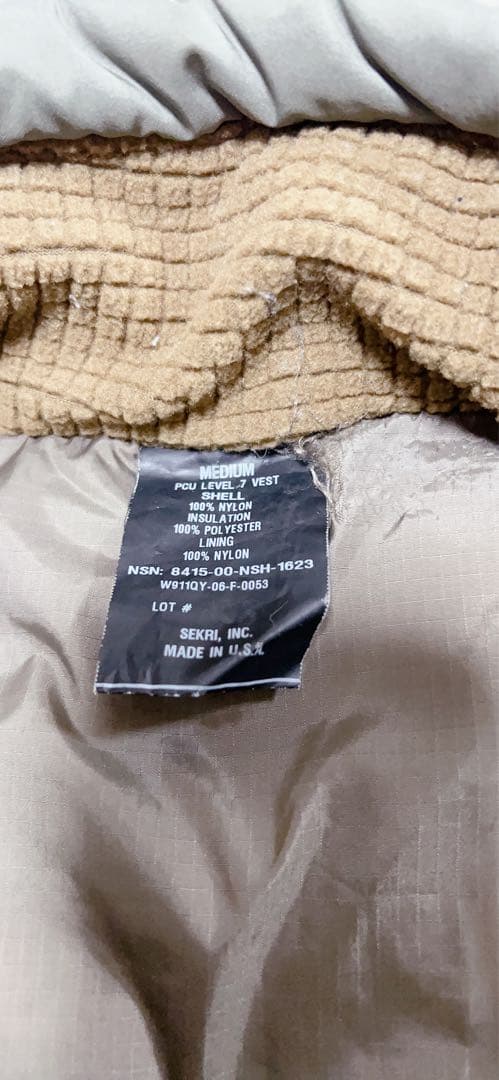 MEDIUM
PCU LEVEL 7 VEST
SHELL
100% NYLON
INSULATION
100% POLYESTER
LINING
100% NYLON
NSN: 8415-00-NSH-1623
W911QY-06-F-0053
LOT #
SEKRI, INC.
MADE IN U.S.A.